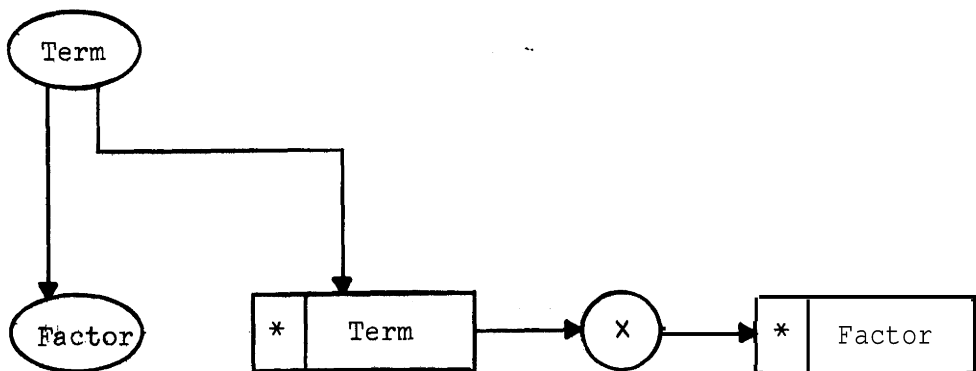 Term
Factor
* Term
X
* Factor